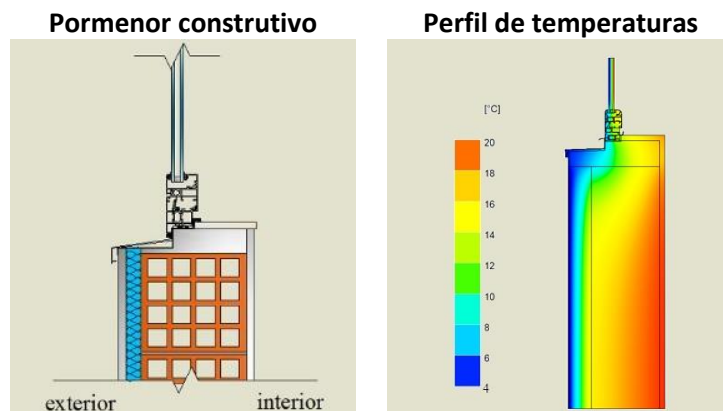 Pormenor construtivo
Perfil de temperaturas
exterior
interior
[°C]
20
18
16
14
12
10
8
6
4